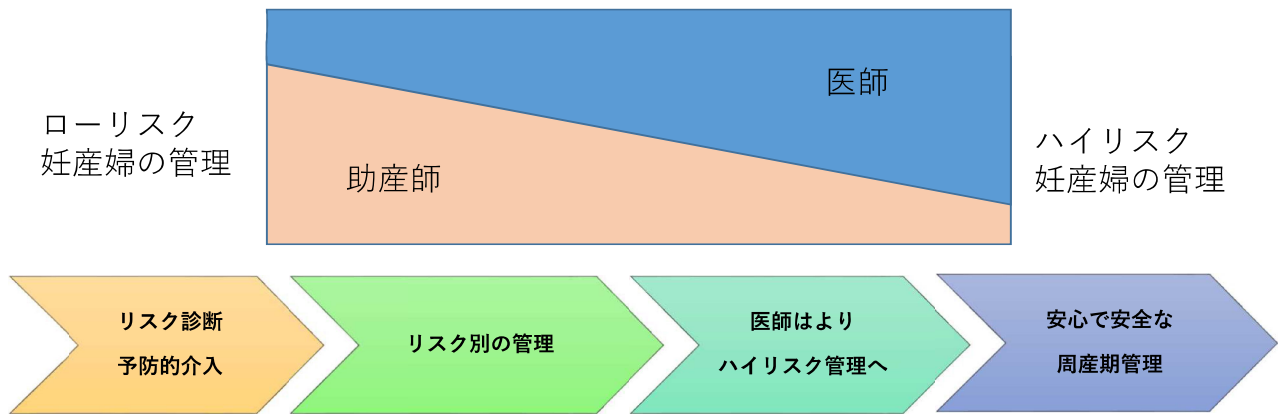 医師
ローリスク
妊産婦の管理
助産師
ハイリスク
妊産婦の管理
リスク診断
予防的介入
リスク別の管理
医師はより
ハイリスク管理へ
安心で安全な
周産期管理